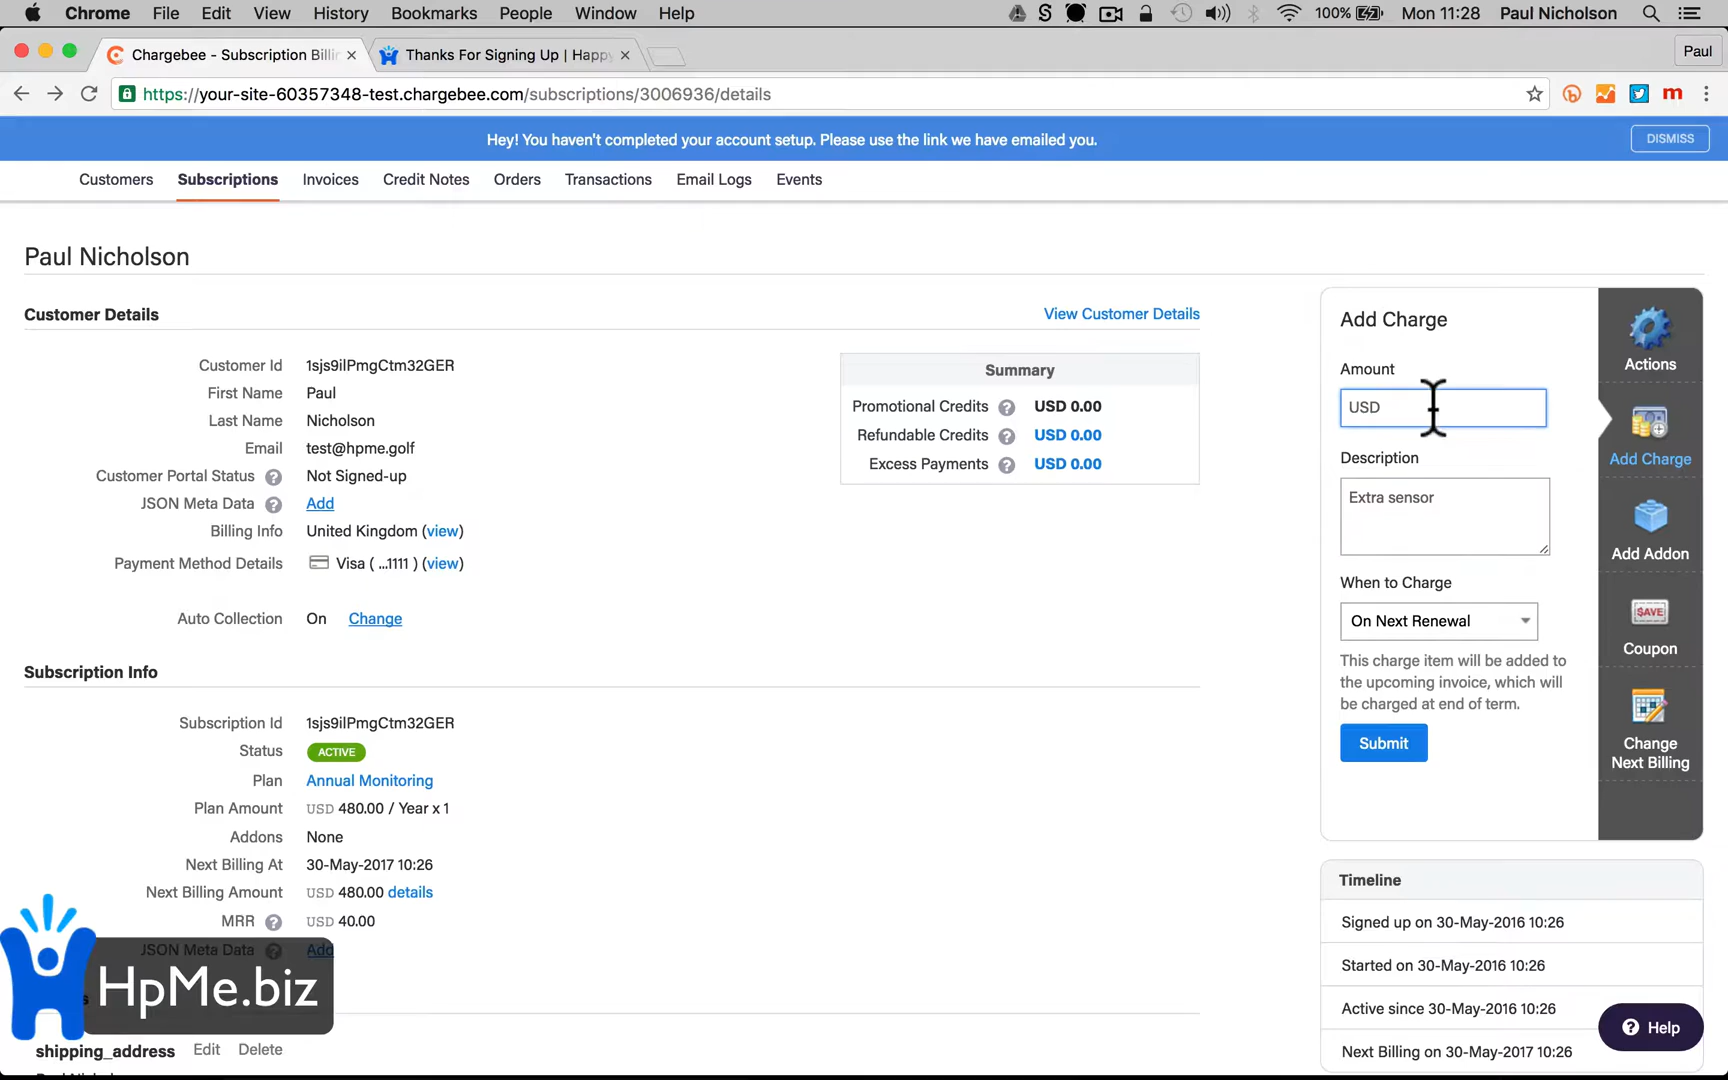 Chrome File Edit View History Bookmarks People Window Help 100% Mon 11:28 Paul Nicholson
Chargebee - Subscription Billi Thanks For Signing Up | Happy Paul
https://your-site-60357348-test.chargebee.com/subscriptions/3006936/details
Hey! You haven't completed your account setup. Please use the link we have emailed you. DISMISS
Customers Subscriptions Invoices Credit Notes Orders Transactions Email Logs Events
Paul Nicholson
Customer Details View Customer Details
Customer Id 1sjs9ilPmgCtm32GER
First Name Paul
Last Name Nicholson
Email test@hpme.golf
Customer Portal Status ? Not Signed-up
JSON Meta Data ? Add
Billing Info United Kingdom (view)
Payment Method Details Visa ( ...1111 ) (view)
Auto Collection On Change
Summary
Promotional Credits ? USD 0.00
Refundable Credits ? USD 0.00
Excess Payments ? USD 0.00
Subscription Info
Subscription Id 1sjs9ilPmgCtm32GER
Status ACTIVE
Plan Annual Monitoring
Plan Amount USD 480.00 / Year x 1
Addons None
Next Billing At 30-May-2017 10:26
Next Billing Amount USD 480.00 details
MRR ? USD 40.00
JSON Meta Data ? Add
HpMe.biz
shipping_address Edit Delete
Add Charge
Amount
USD
Description
Extra sensor
When to Charge
On Next Renewal
This charge item will be added to
the upcoming invoice, which will
be charged at end of term.
Submit
Actions
Add Charge
Add Addon
$AVE
Coupon
Change
Next Billing
Timeline
Signed up on 30-May-2016 10:26
Started on 30-May-2016 10:26
Active since 30-May-2016 10:26
Next Billing on 30-May-2017 10:26
? Help